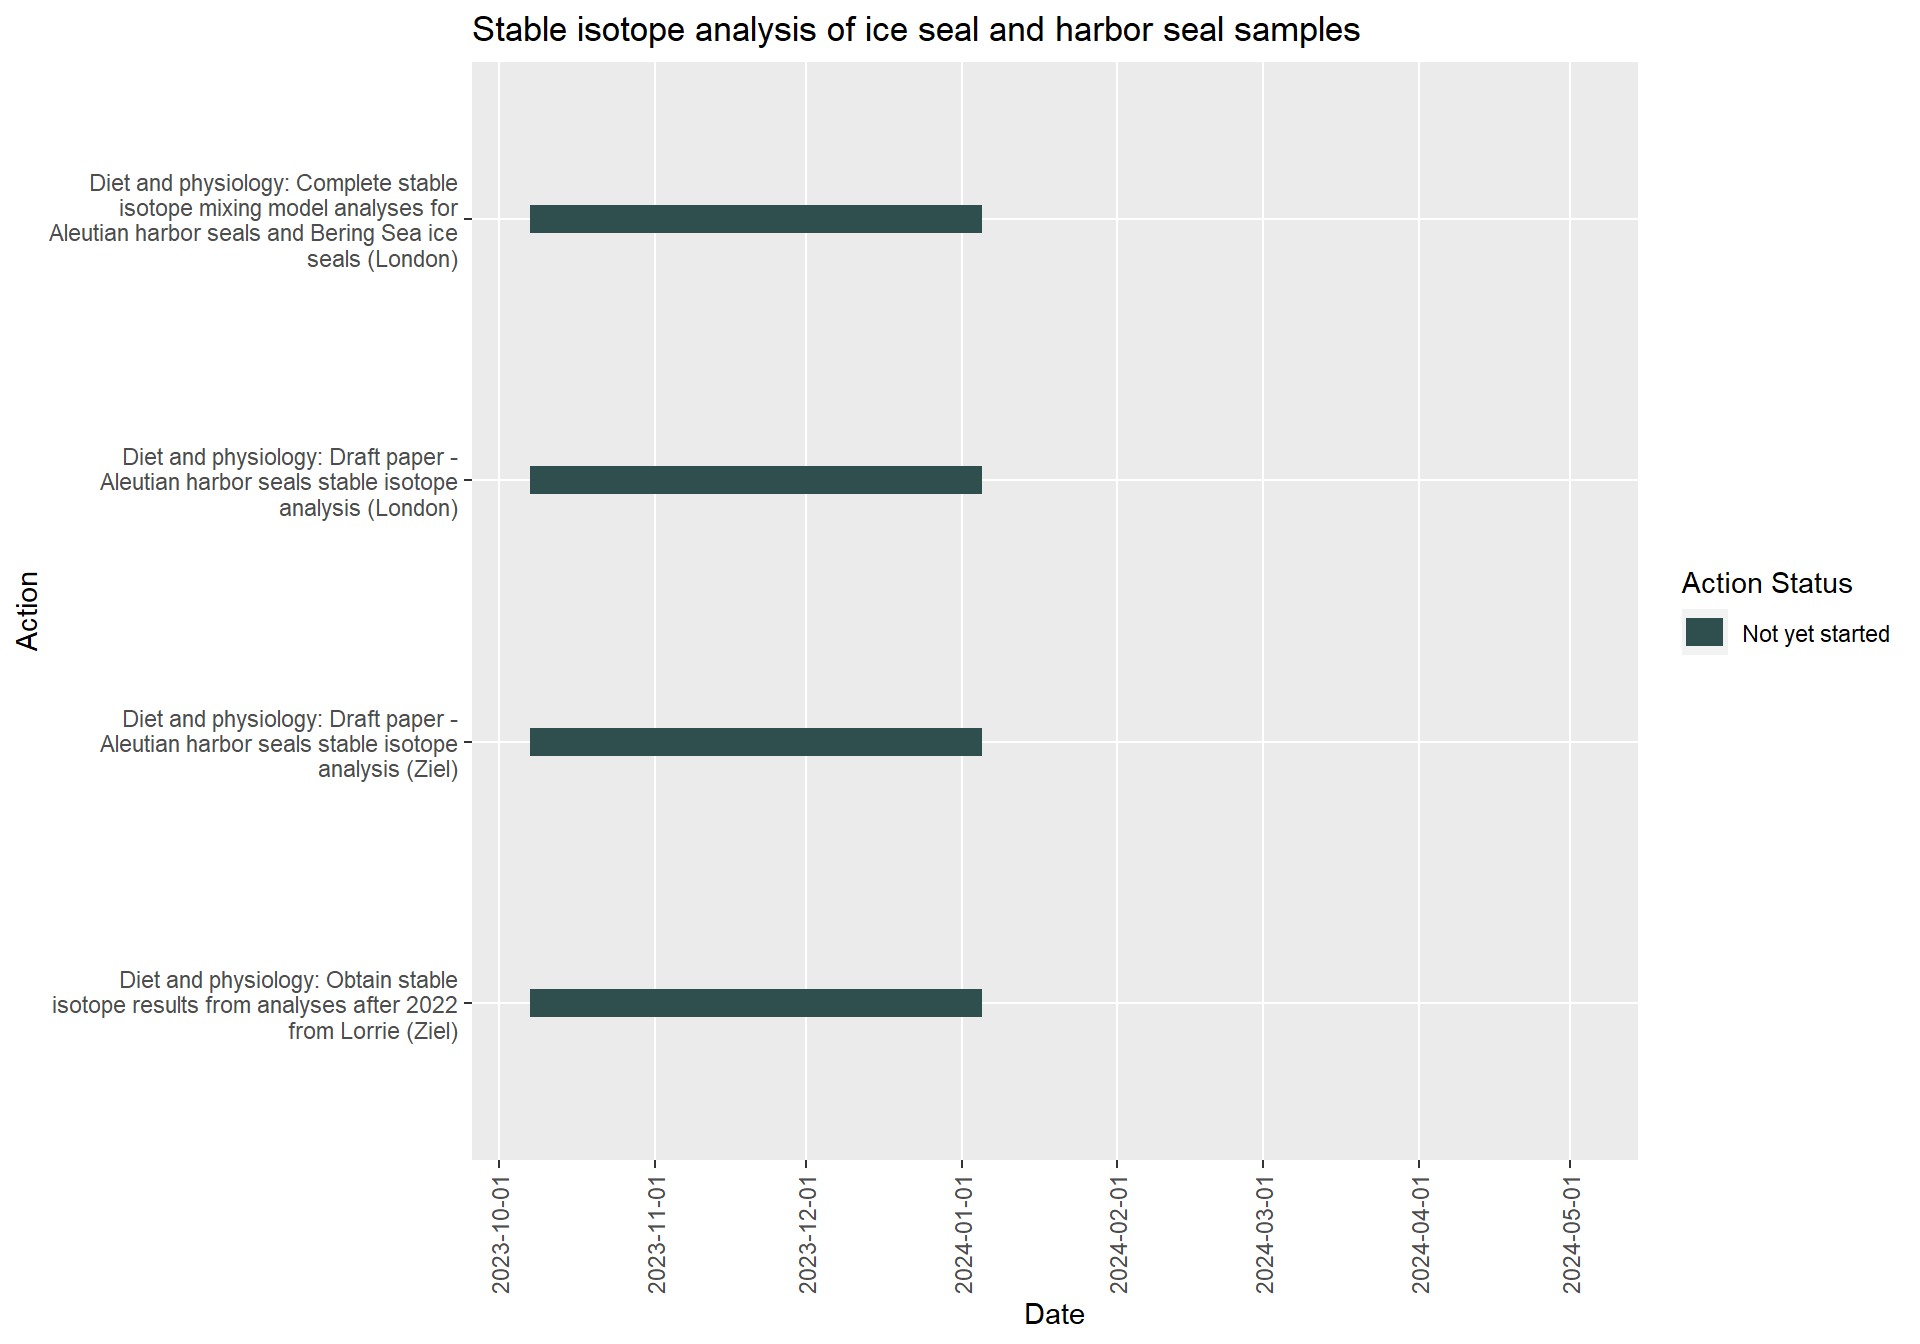 Stable isotope analysis of ice seal and harbor seal samples
Diet and physiology: Complete stable
isotope mixing model analyses for
Aleutian harbor seals and Bering Sea ice
seals (London)
Diet and physiology: Draft paper -
Aleutian harbor seals stable isotope
analysis (London)
Diet and physiology: Draft paper -
Aleutian harbor seals stable isotope
analysis (Ziel)
Diet and physiology: Obtain stable
isotope results from analyses after 2022
from Lorrie (Ziel)
Action
2023-10-01
2023-11-01
2023-12-01
2024-01-01
2024-02-01
2024-03-01
2024-04-01
2024-05-01
Date
Action Status
Not yet started